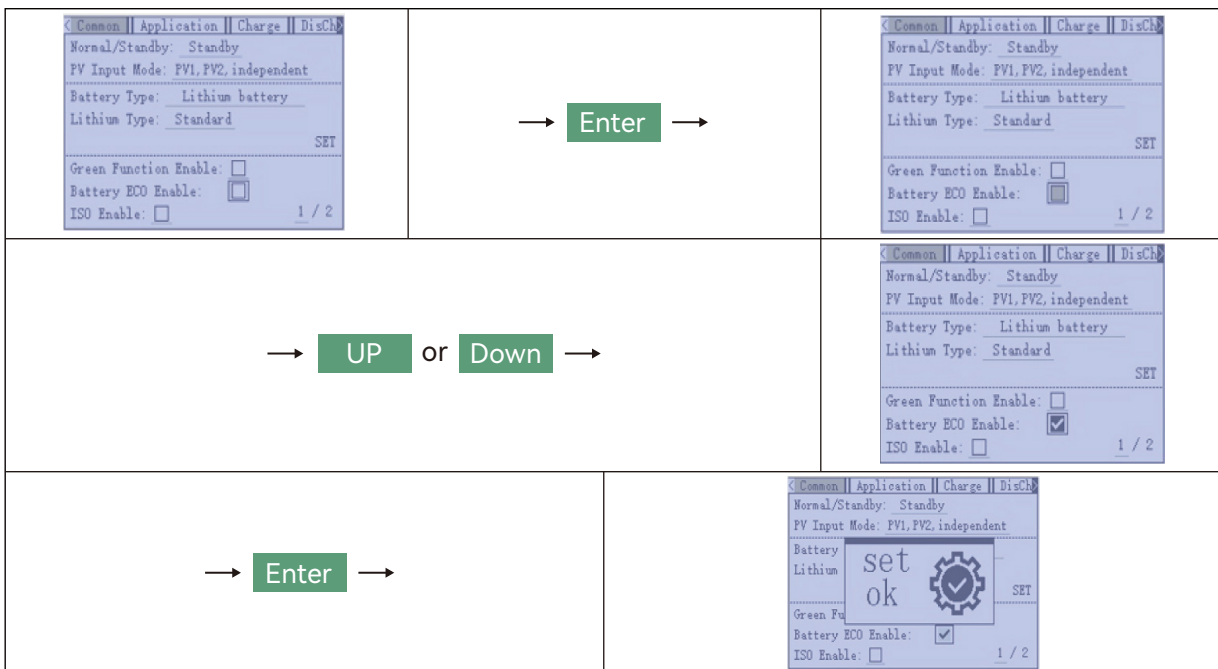 Common Application Charge DisCh
Normal/Standby: Standby
PV Input Mode: PV1, PV2, independent
Battery Type: Lithium battery
Lithium Type: Standard
SET
Green Function Enable:
Battery ECO Enable:
ISO Enable: 1 / 2
→ Enter →
Common Application Charge DisCh
Normal/Standby: Standby
PV Input Mode: PV1, PV2, independent
Battery Type: Lithium battery
Lithium Type: Standard
SET
Green Function Enable:
Battery ECO Enable:
ISO Enable: 1 / 2
→ UP or Down →
Common Application Charge DisCh
Normal/Standby: Standby
PV Input Mode: PV1, PV2, independent
Battery Type: Lithium battery
Lithium Type: Standard
SET
Green Function Enable:
Battery ECO Enable:
ISO Enable: 1 / 2
→ Enter →
Common Application Charge DisCh
Normal/Standby: Standby
PV Input Mode: PV1, PV2, independent
Battery
Lithium
set
ok
SET
Green Fu
Battery ECO Enable:
ISO Enable: 1 / 2